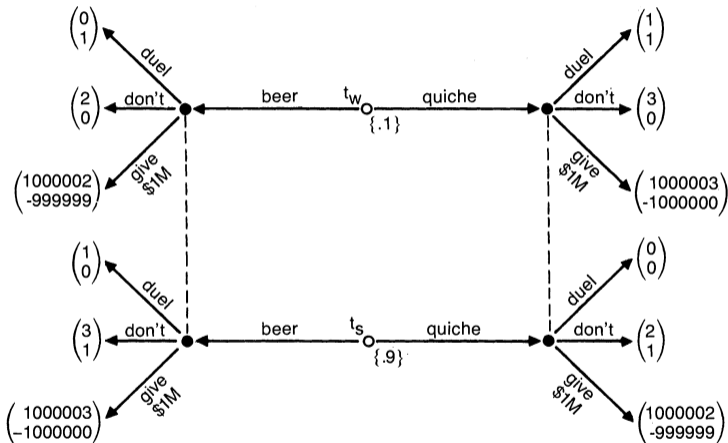 0
1
duel
don't
2
0
give
$1M
1000002
-999999
beer
t_w
{.1}
quiche
duel
1
1
don't
3
0
give
$1M
1000003
-1000000
1
0
duel
don't
3
1
give
$1M
1000003
-1000000
beer
t_s
{.9}
quiche
duel
0
0
don't
2
1
give
$1M
1000002
-999999